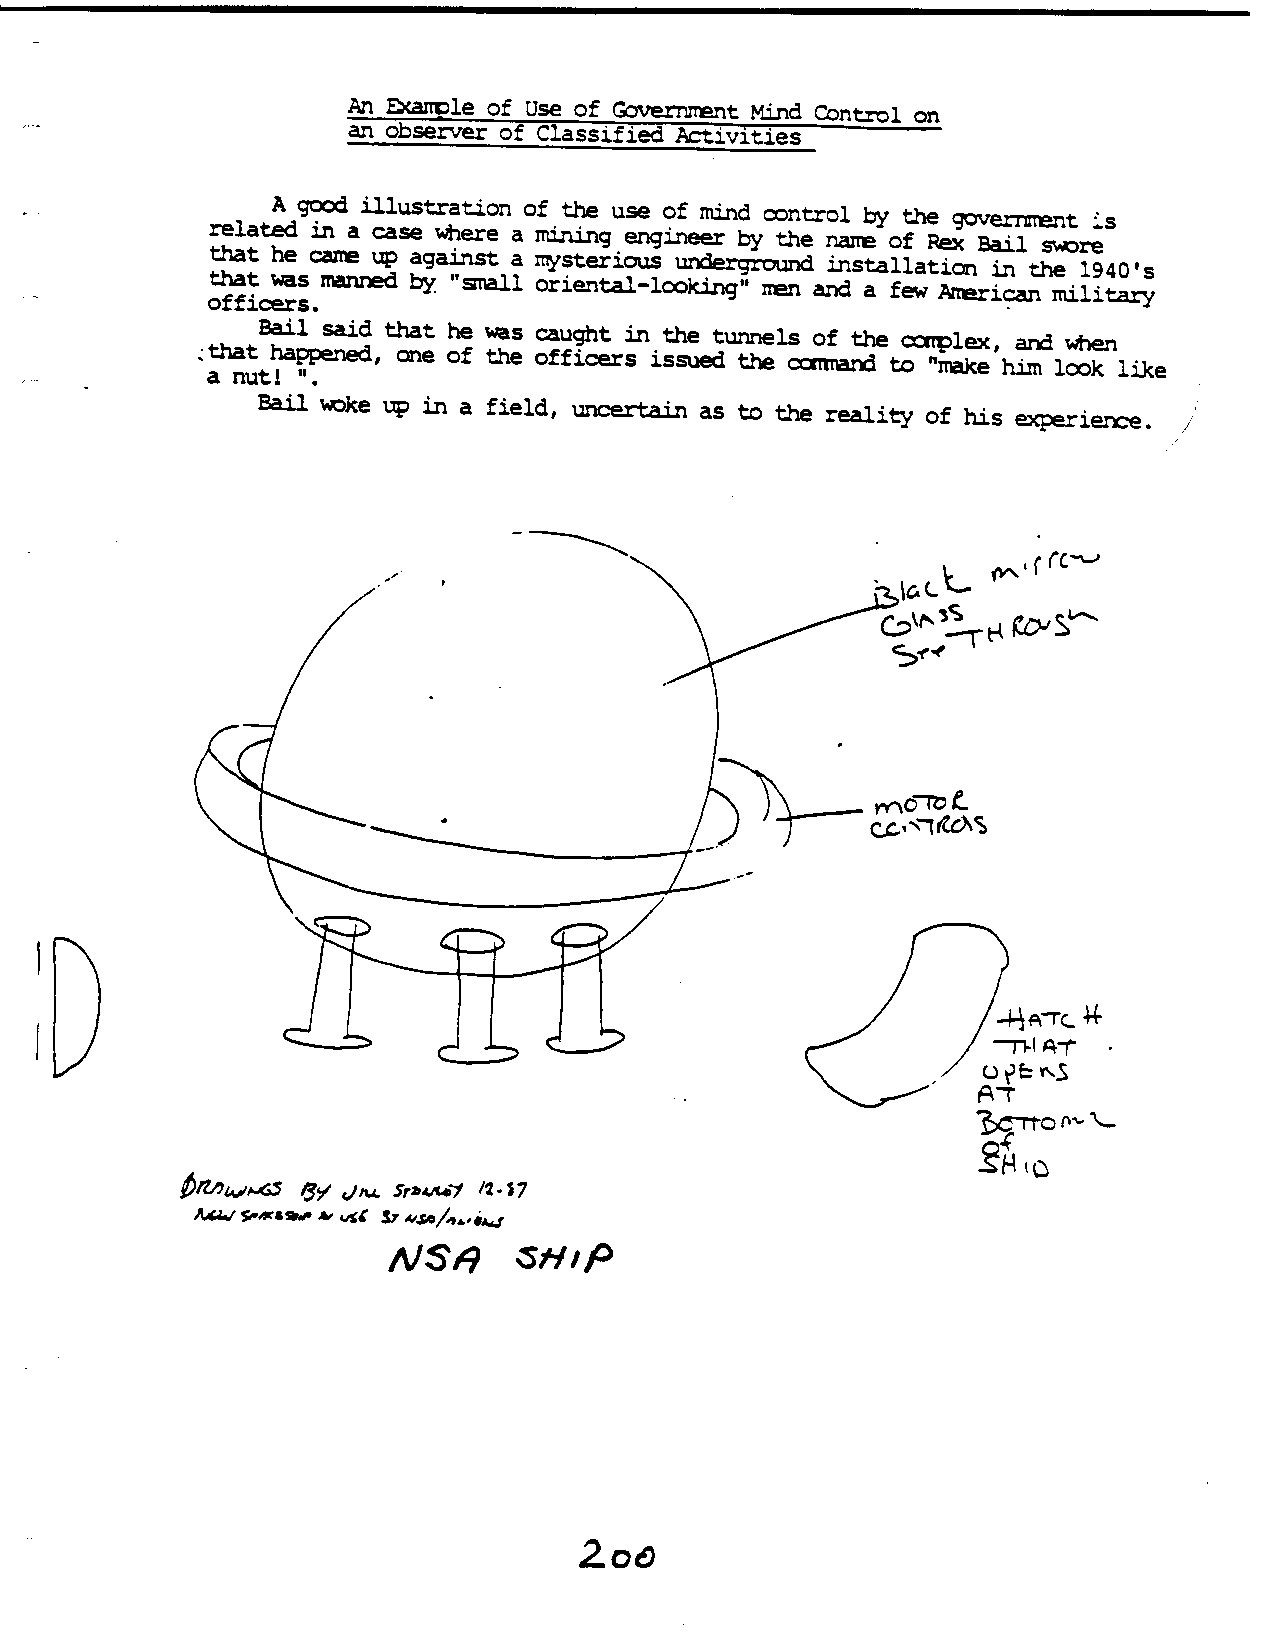 An Example of Use of Government Mind Control on
an observer of Classified Activities
A good illustration of the use of mind control by the government is
related in a case where a mining engineer by the name of Rex Bail swore
that he came up against a mysterious underground installation in the 1940's
that was manned by "small oriental-looking" men and a few American military
officers.
Bail said that he was caught in the tunnels of the complex, and when
that happened, one of the officers issued the command to "make him look like
a nut! ".
Bail woke up in a field, uncertain as to the reality of his experience.
Black mirror
Glass
See THROUGH
MOTOR
CONTROLS
HATCH
THAT
OPENS
AT
BOTTOM
Of
SHIP
DRAWINGS BY 12-87
IN USE BY NSA/ALIENS
NSA SHIP
200